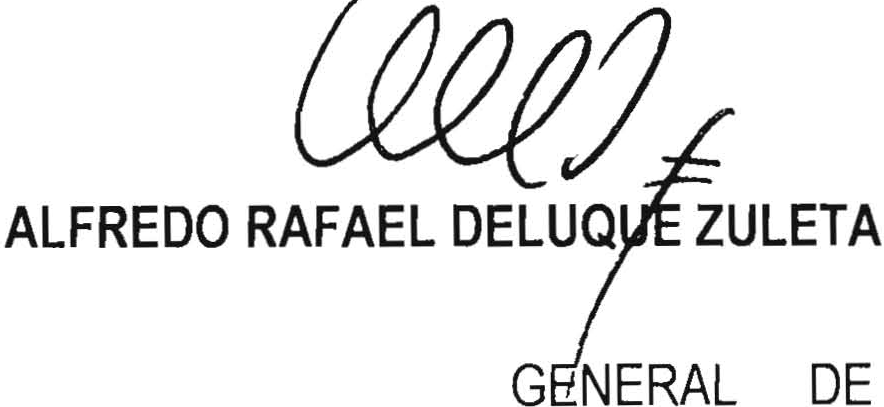 ALFREDO RAFAEL DELUQUE ZULETA
GENERAL DE